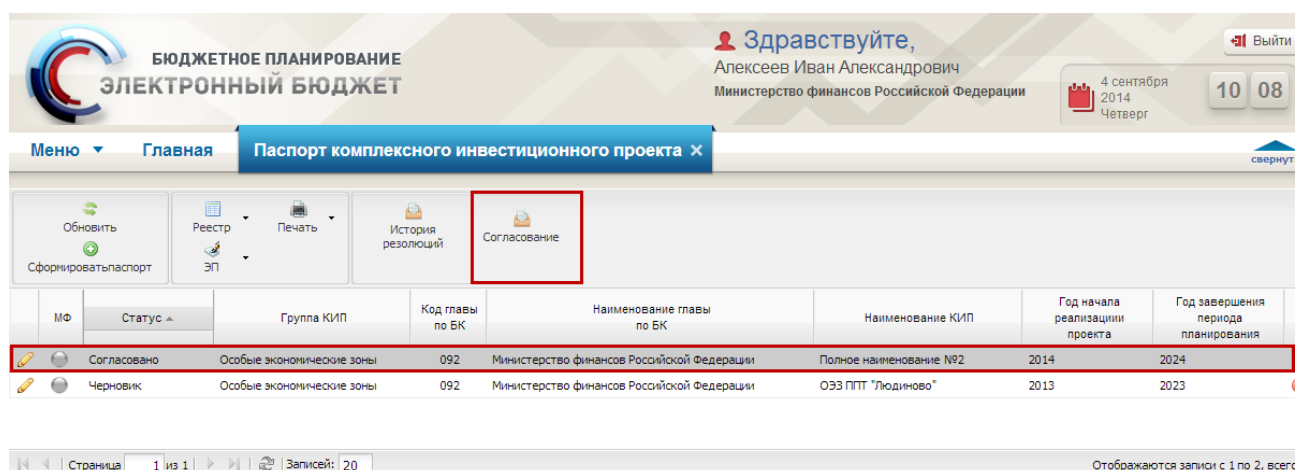 БЮДЖЕТНОЕ ПЛАНИРОВАНИЕ
ЭЛЕКТРОННЫЙ БЮДЖЕТ
Здравствуйте,
Алексеев Иван Александрович
Министерство финансов Российской Федерации
Выйти
4 сентября
2014
Четверг
10 08
Меню Главная Паспорт комплексного инвестиционного проекта ×
свернут
Обновить
Сформироватьпаспорт
Реестр
ЭП
Печать
История
резолюций
Согласование
МФ
Статус
Группа КИП
Код главы
по БК
Наименование главы
по БК
Наименование КИП
Год начала
реализациии
проекта
Год завершения
периода
планирования
Согласовано Особые экономические зоны 092 Министерство финансов Российской Федерации Полное наименование №2 2014 2024
Черновик Особые экономические зоны 092 Министерство финансов Российской Федерации ОЭЗ ППТ "Людиново" 2013 2023
Страница 1 из 1 Записей: 20 Отображаются записи с 1 по 2, всего